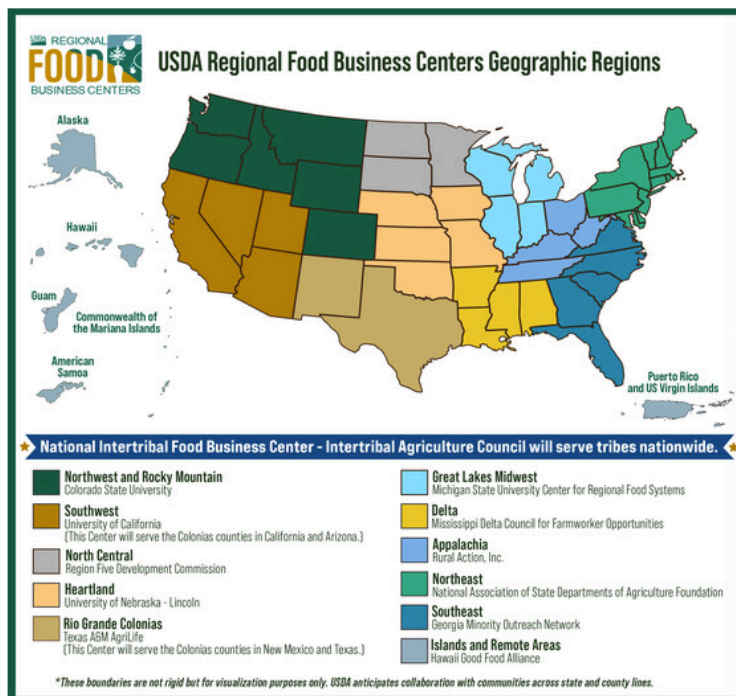 USDA REGIONAL
FOOD
BUSINESS CENTERS
USDA Regional Food Business Centers Geographic Regions
Alaska
Hawaii
Guam
Commonwealth
of the Mariana Islands
American
Samoa
Puerto Rico
and US Virgin Islands
National Intertribal Food Business Center - Intertribal Agriculture Council will serve tribes nationwide.
Northwest and Rocky Mountain
Colorado State University
Southwest
University of California
(This Center will serve the Colonias counties in California and Arizona.)
North Central
Region Five Development Commission
Heartland
University of Nebraska - Lincoln
Rio Grande Colonias
Texas A&M AgriLife
(This Center will serve the Colonias counties in New Mexico and Texas.)
Great Lakes Midwest
Michigan State University Center for Regional Food Systems
Delta
Mississippi Delta Council for Farmworker Opportunities
Appalachia
Rural Action, Inc.
Northeast
National Association of State Departments of Agriculture Foundation
Southeast
Georgia Minority Outreach Network
Islands and Remote Areas
Hawaii Good Food Alliance
*These boundaries are not rigid but for visualization purposes only. USDA anticipates collaboration with communities across state and county lines.